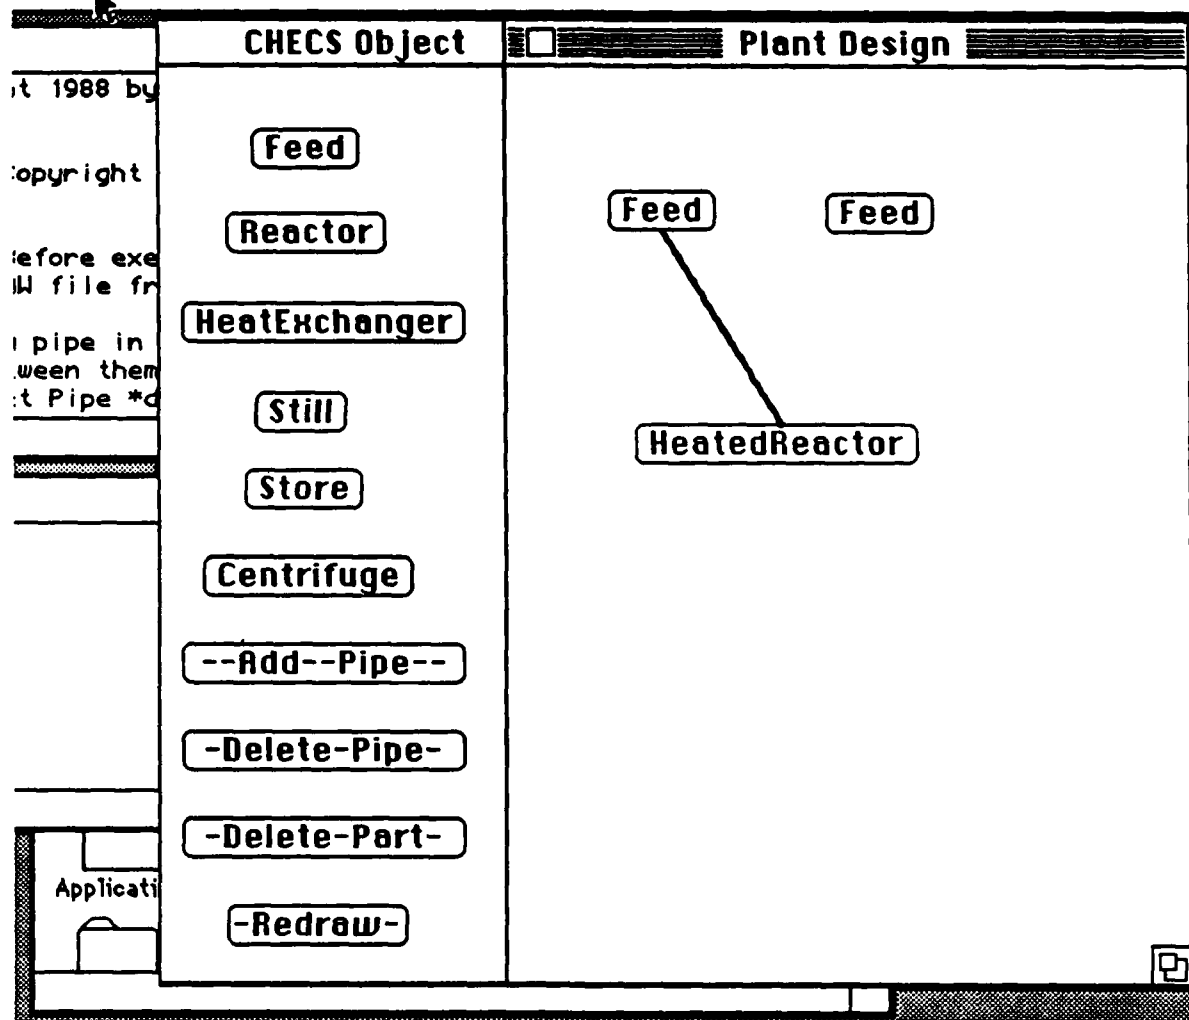 CHECS Object
Plant Design
t 1988 by
opyright
efore exe
W file fr
pipe in
ween them
t Pipe *d
Applicati
Feed
Reactor
HeatExchanger
Still
Store
Centrifuge
--Add--Pipe--
-Delete-Pipe-
-Delete-Part-
-Redraw-
Feed
Feed
HeatedReactor